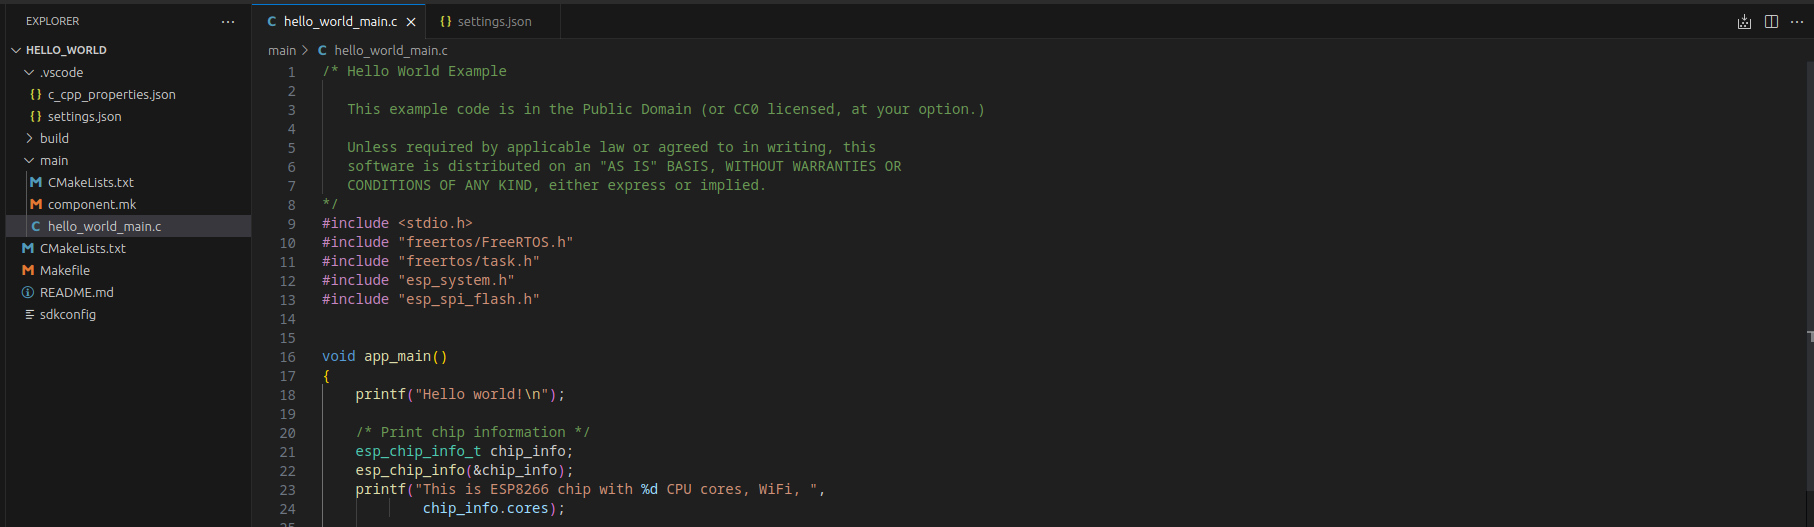 EXPLORER
HELLO_WORLD
.vscode
{} c_cpp_properties.json
{} settings.json
build
main
M CMakeLists.txt
M component.mk
C hello_world_main.c
M CMakeLists.txt
M Makefile
README.md
sdkconfig
C hello_world_main.c
{} settings.json
main > C hello_world_main.c
1 /* Hello World Example
2
3 This example code is in the Public Domain (or CC0 licensed, at your option.)
4
5 Unless required by applicable law or agreed to in writing, this
6 software is distributed on an "AS IS" BASIS, WITHOUT WARRANTIES OR
7 CONDITIONS OF ANY KIND, either express or implied.
8 */
9 #include <stdio.h>
10 #include "freertos/FreeRTOS.h"
11 #include "freertos/task.h"
12 #include "esp_system.h"
13 #include "esp_spi_flash.h"
14
15
16 void app_main()
17 {
18 printf("Hello world!\n");
19
20 /* Print chip information */
21 esp_chip_info_t chip_info;
22 esp_chip_info(&chip_info);
23 printf("This is ESP8266 chip with %d CPU cores, WiFi, ",
24 chip_info.cores);